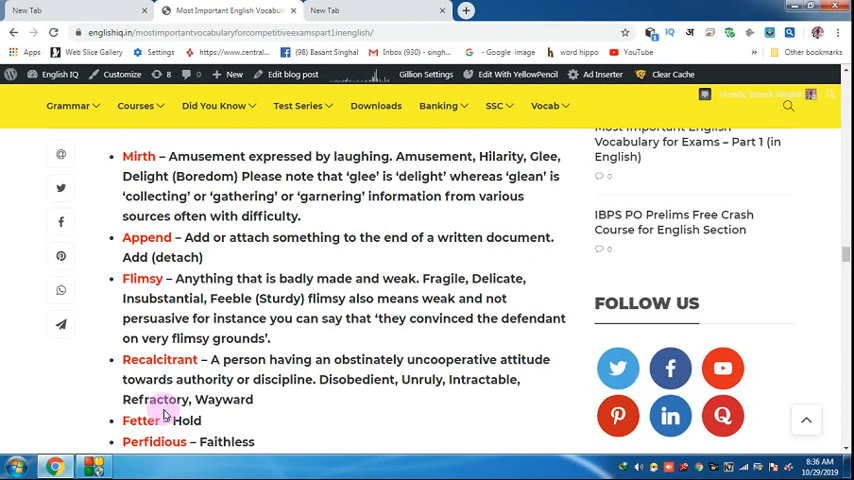 New Tab
Most Important English Vocabul
New Tab
englishiq.in/mostimportantvocabularyforcompetitiveexamspart1inenglish/
Apps
Web Slice Gallery
Settings
https://www.central...
(98) Basant Singhal
Inbox (930) - singh...
Google image
word hippo
YouTube
Other bookmarks
English IQ
Customize
8
0
New
Edit blog post
Gillion Settings
Edit With YellowPencil
Ad Inserter
Clear Cache
Grammar
Courses
Did You Know
Test Series
Downloads
Banking
SSC
Vocab
Mirth – Amusement expressed by laughing. Amusement, Hilarity, Glee,
Delight (Boredom) Please note that ‘glee’ is ‘delight’ whereas ‘glean’ is
‘collecting’ or ‘gathering’ or ‘garnering’ information from various
sources often with difficulty.
Append – Add or attach something to the end of a written document.
Add (detach)
Flimsy – Anything that is badly made and weak. Fragile, Delicate,
Insubstantial, Feeble (Sturdy) flimsy also means weak and not
persuasive for instance you can say that ‘they convinced the defendant
on very flimsy grounds’.
Recalcitrant – A person having an obstinately uncooperative attitude
towards authority or discipline. Disobedient, Unruly, Intractable,
Refractory, Wayward
Fetter – Hold
Perfidious – Faithless
Most Important English
Vocabulary for Exams – Part 1 (in
English)
0
IBPS PO Prelims Free Crash
Course for English Section
0
FOLLOW US
8:36 AM
10/29/2019